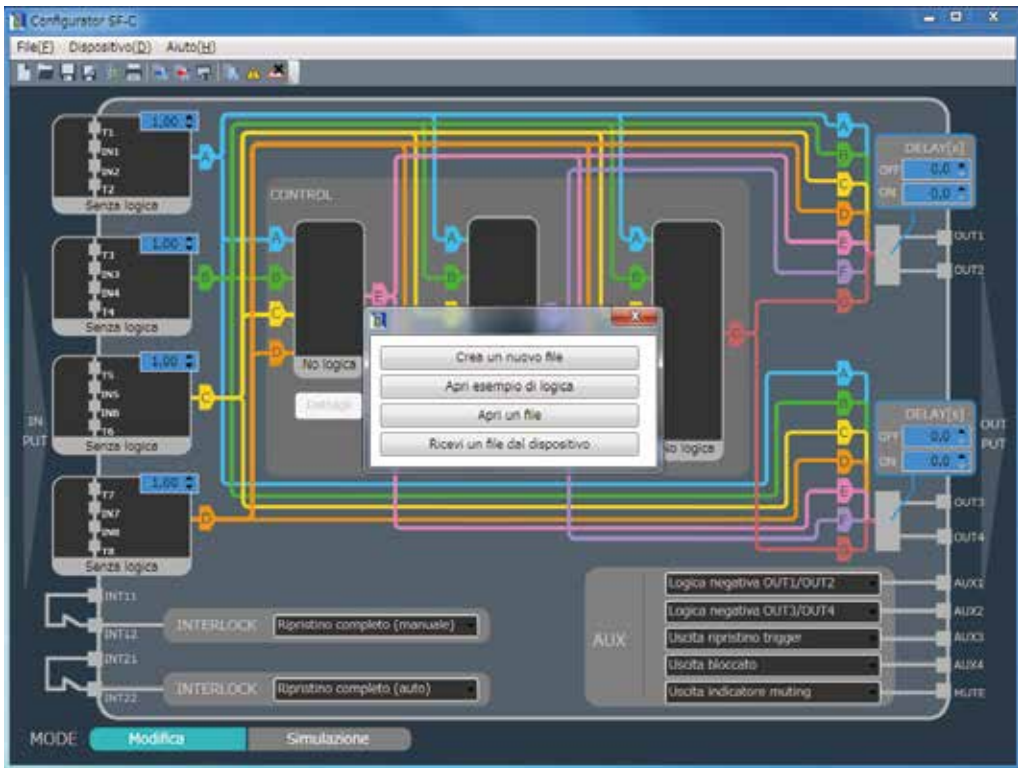 Configurator SF-C
File(F) Dispositivo(D) Aiuto(H)
1,00
T1
IN1
IN2
T2
Senza logica
A
1,00
T3
IN3
IN4
T4
Senza logica
B
1,00
T5
IN5
IN6
T6
Senza logica
C
1,00
T7
IN7
IN8
T8
Senza logica
D
IN
PUT
CONTROL
A
B
C
D
No logica
E
A
B
A
B
No logica
G
Crea un nuovo file
Apri esempio di logica
Apri un file
Ricevi un file dal dispositivo
A
B
C
D
E
F
G
DELAY[s]
OFF 0,0
ON 0,0
OUT1
OUT2
A
B
C
D
E
F
G
DELAY[s]
OFF 0,0
ON 0,0
OUT3
OUT4
OUT
PUT
INT11
INT12
INTERLOCK Ripristino completo (manuale)
INT21
INT22
INTERLOCK Ripristino completo (auto)
AUX
Logica negativa OUT1/OUT2 AUX1
Logica negativa OUT3/OUT4 AUX2
Uscita ripristino trigger AUX3
Uscita bloccato AUX4
Uscita indicatore muting MUTE
MODE Modifica Simulazione